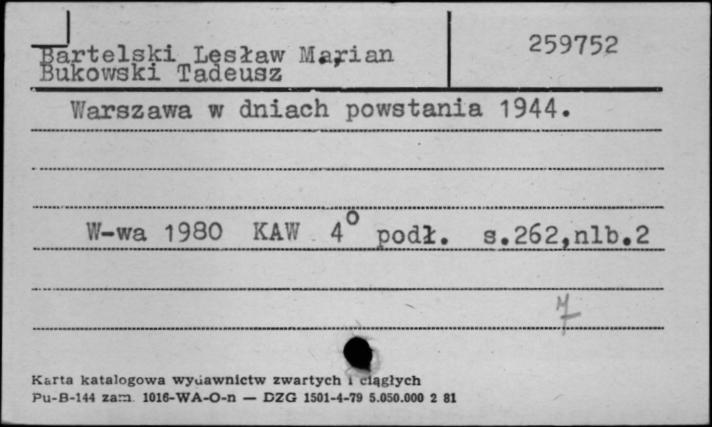 Bartelski Lesław Marian 259752
Bukowski Tadeusz
Warszawa w dniach powstania 1944.
W-wa 1980 KAW 4° podł. s.262,nlb.2
7
Karta katalogowa wydawnictw zwartych i ciągłych
Pu-B-144 zam. 1016-WA-O-n — DZG 1501-4-79 5.050.000 2 81